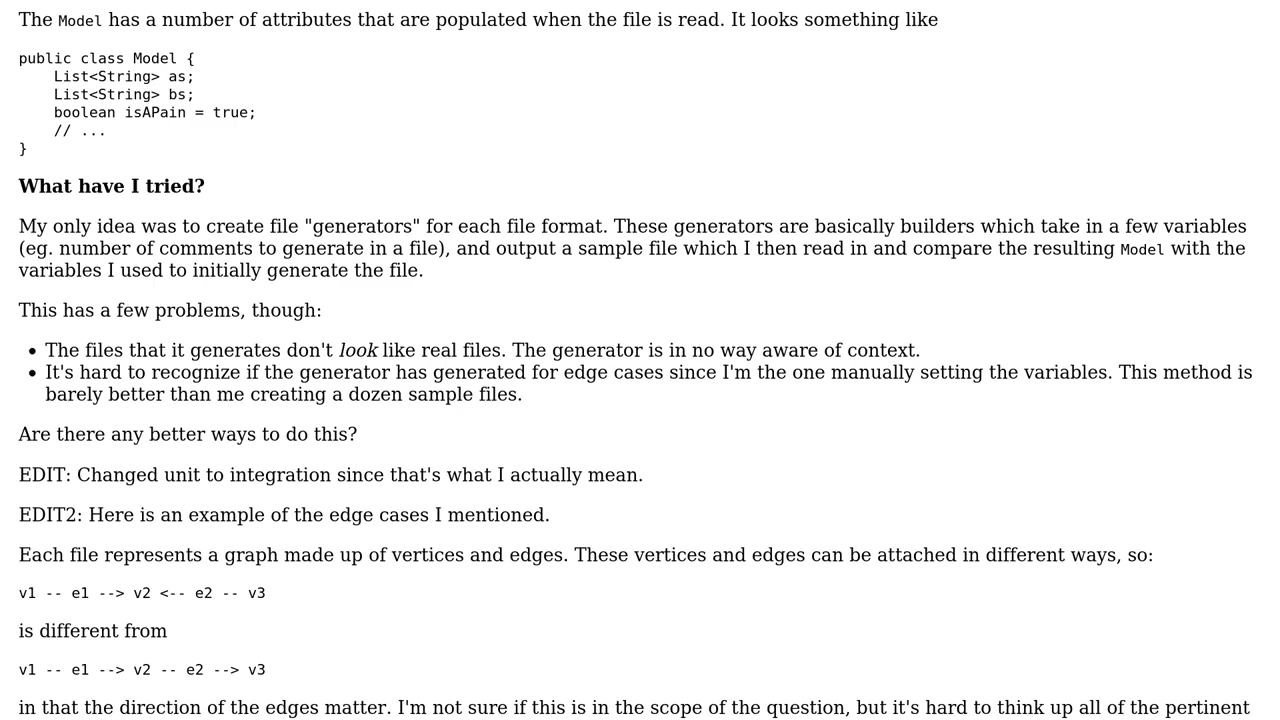 The Model has a number of attributes that are populated when the file is read. It looks something like
public class Model {
    List<String> as;
    List<String> bs;
    boolean isAPain = true;
    // ...
}
What have I tried?
My only idea was to create file "generators" for each file format. These generators are basically builders which take in a few variables
(eg. number of comments to generate in a file), and output a sample file which I then read in and compare the resulting Model with the
variables I used to initially generate the file.
This has a few problems, though:
• The files that it generates don't look like real files. The generator is in no way aware of context.
• It's hard to recognize if the generator has generated for edge cases since I'm the one manually setting the variables. This method is
barely better than me creating a dozen sample files.
Are there any better ways to do this?
EDIT: Changed unit to integration since that's what I actually mean.
EDIT2: Here is an example of the edge cases I mentioned.
Each file represents a graph made up of vertices and edges. These vertices and edges can be attached in different ways, so:
v1 -- e1 --> v2 <-- e2 -- v3
is different from
v1 -- e1 --> v2 -- e2 --> v3
in that the direction of the edges matter. I'm not sure if this is in the scope of the question, but it's hard to think up all of the pertinent